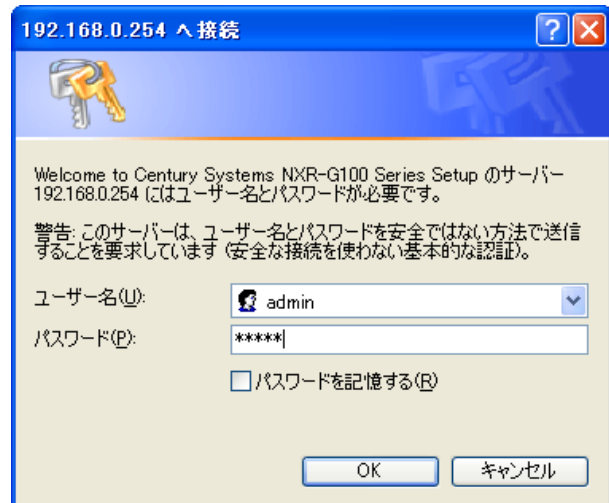 192.168.0.254 へ接続
Welcome to Century Systems NXR-G100 Series Setup のサーバー
192.168.0.254 にはユーザー名とパスワードが必要です。
警告: このサーバーは、ユーザー名とパスワードを安全ではない方法で送信
することを要求しています (安全な接続を使わない基本的な認証)。
ユーザー名(U):
admin
パスワード(P):
*****
パスワードを記憶する(R)
OK
キャンセル